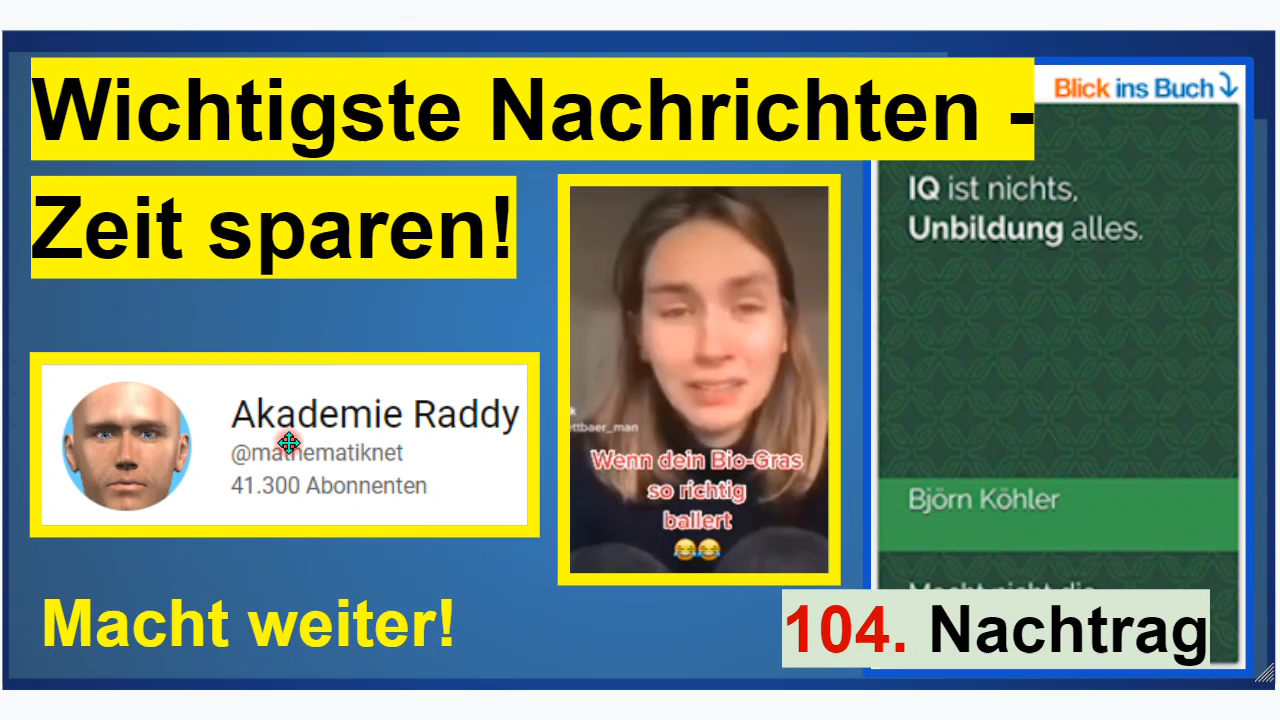 Wichtigste Nachrichten -
Zeit sparen!
Blick ins Buch
IQ ist nichts,
Unbildung alles.
Akademie Raddy
@mathematiknet
41.300 Abonnenten
ettbaer_man
Wenn dein Bio-Gras
so richtig
ballert
😂😂
Björn Köhler
Macht weiter!
104. Nachtrag